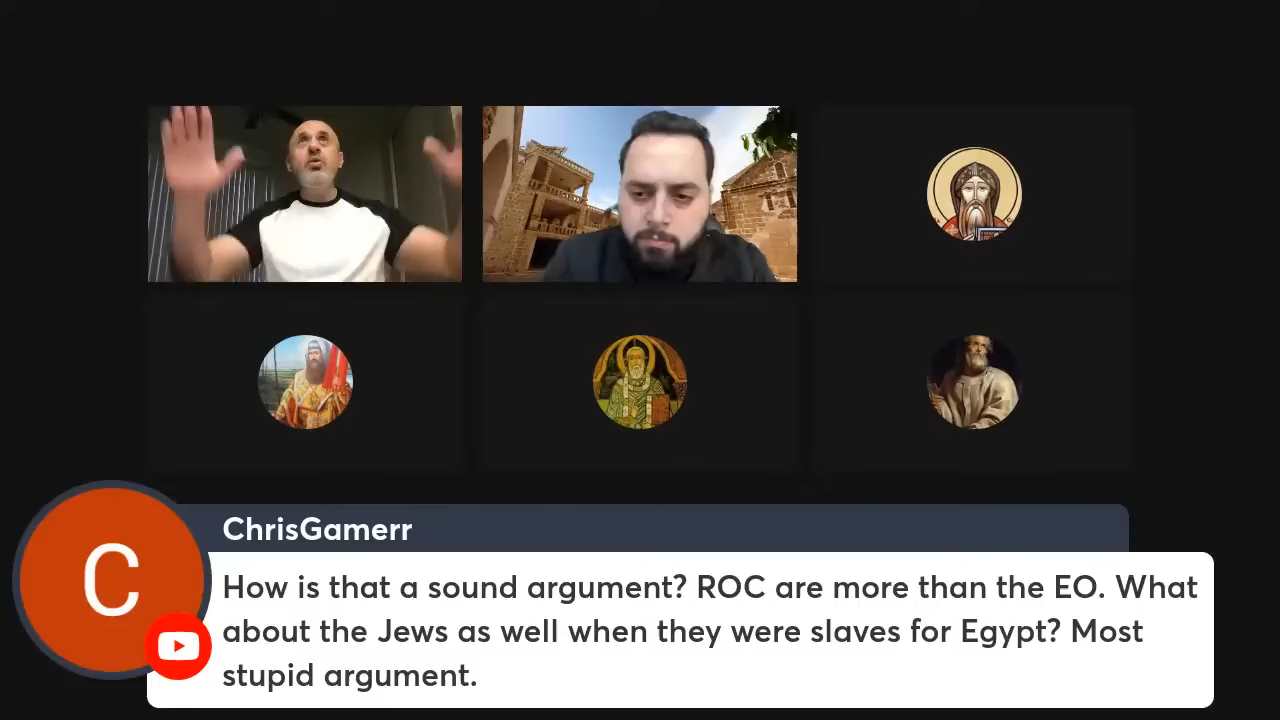 C
ChrisGamerr
How is that a sound argument? ROC are more than the EO. What
about the Jews as well when they were slaves for Egypt? Most
stupid argument.